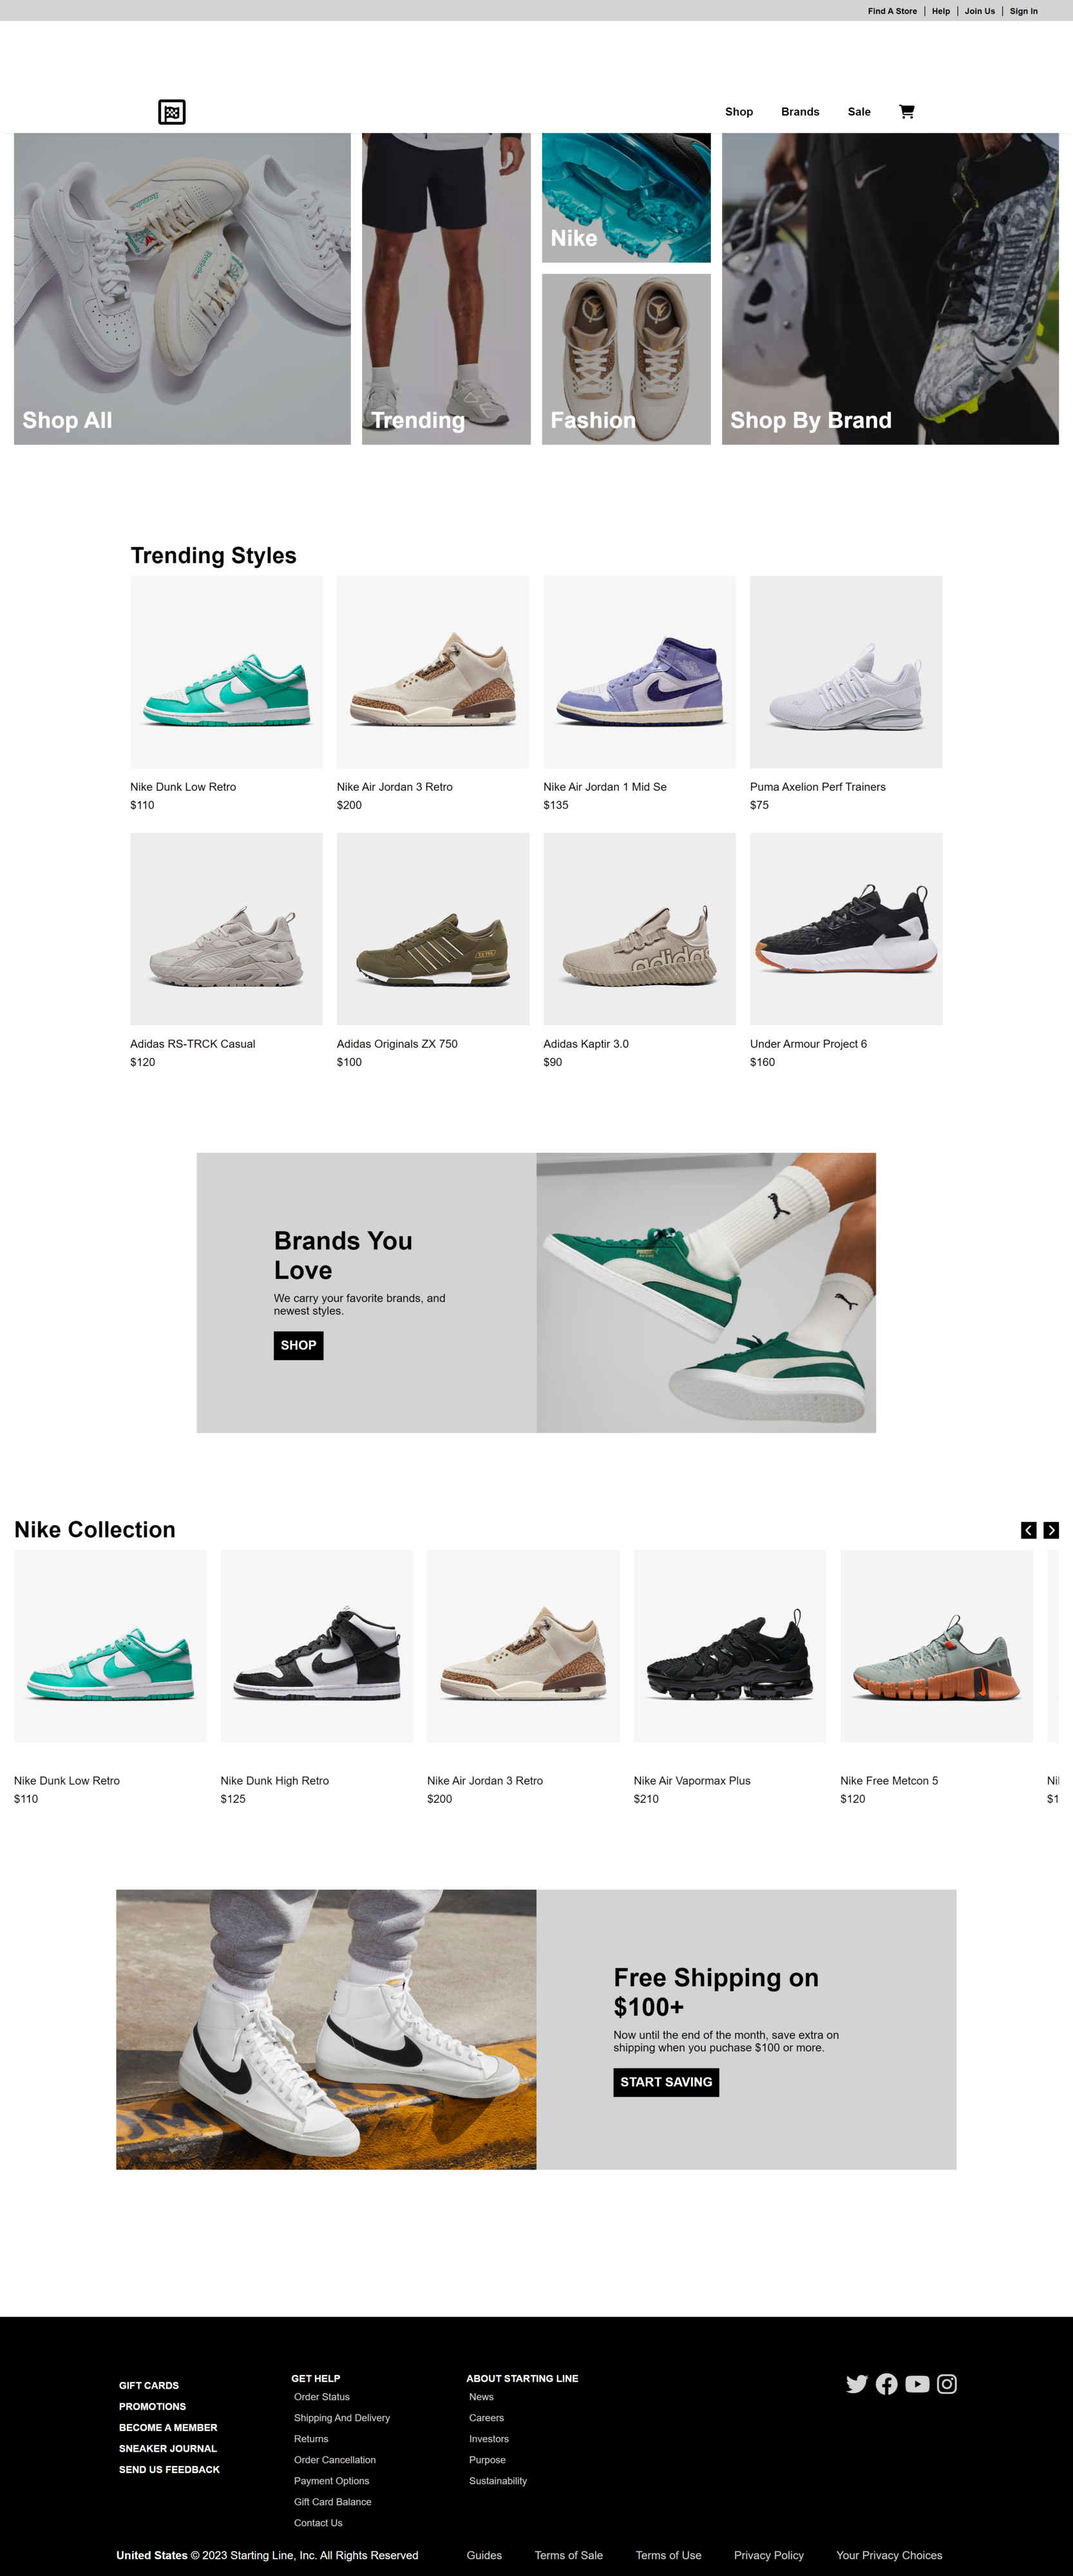 Find A Store | Help | Join Us | Sign In
Shop Brands Sale
Shop All
Trending
Nike
Fashion
Shop By Brand
Trending Styles
Nike Dunk Low Retro
$110
Nike Air Jordan 3 Retro
$200
Nike Air Jordan 1 Mid Se
$135
Puma Axelion Perf Trainers
$75
Adidas RS-TRCK Casual
$120
Adidas Originals ZX 750
$100
adidas
Adidas Kaptir 3.0
$90
Under Armour Project 6
$160
Brands You
Love
We carry your favorite brands, and
newest styles.
SHOP
Nike Collection
Nike Dunk Low Retro
$110
Nike Dunk High Retro
$125
Nike Air Jordan 3 Retro
$200
Nike Air Vapormax Plus
$210
Nike Free Metcon 5
$120
Ni
$1
Free Shipping on
$100+
Now until the end of the month, save extra on
shipping when you puchase $100 or more.
START SAVING
GIFT CARDS
PROMOTIONS
BECOME A MEMBER
SNEAKER JOURNAL
SEND US FEEDBACK
GET HELP
Order Status
Shipping And Delivery
Returns
Order Cancellation
Payment Options
Gift Card Balance
Contact Us
ABOUT STARTING LINE
News
Careers
Investors
Purpose
Sustainability
United States © 2023 Starting Line, Inc. All Rights Reserved
Guides Terms of Sale Terms of Use Privacy Policy Your Privacy Choices